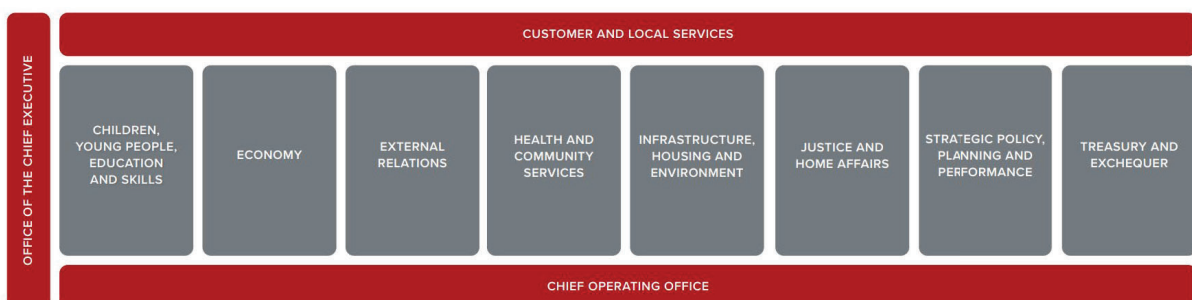 OFFICE OF THE CHIEF EXECUTIVE
CUSTOMER AND LOCAL SERVICES
CHILDREN,
YOUNG PEOPLE,
EDUCATION
AND SKILLS
ECONOMY
EXTERNAL
RELATIONS
HEALTH AND
COMMUNITY
SERVICES
INFRASTRUCTURE,
HOUSING AND
ENVIRONMENT
JUSTICE AND
HOME AFFAIRS
STRATEGIC POLICY,
PLANNING AND
PERFORMANCE
TREASURY AND
EXCHEQUER
CHIEF OPERATING OFFICE